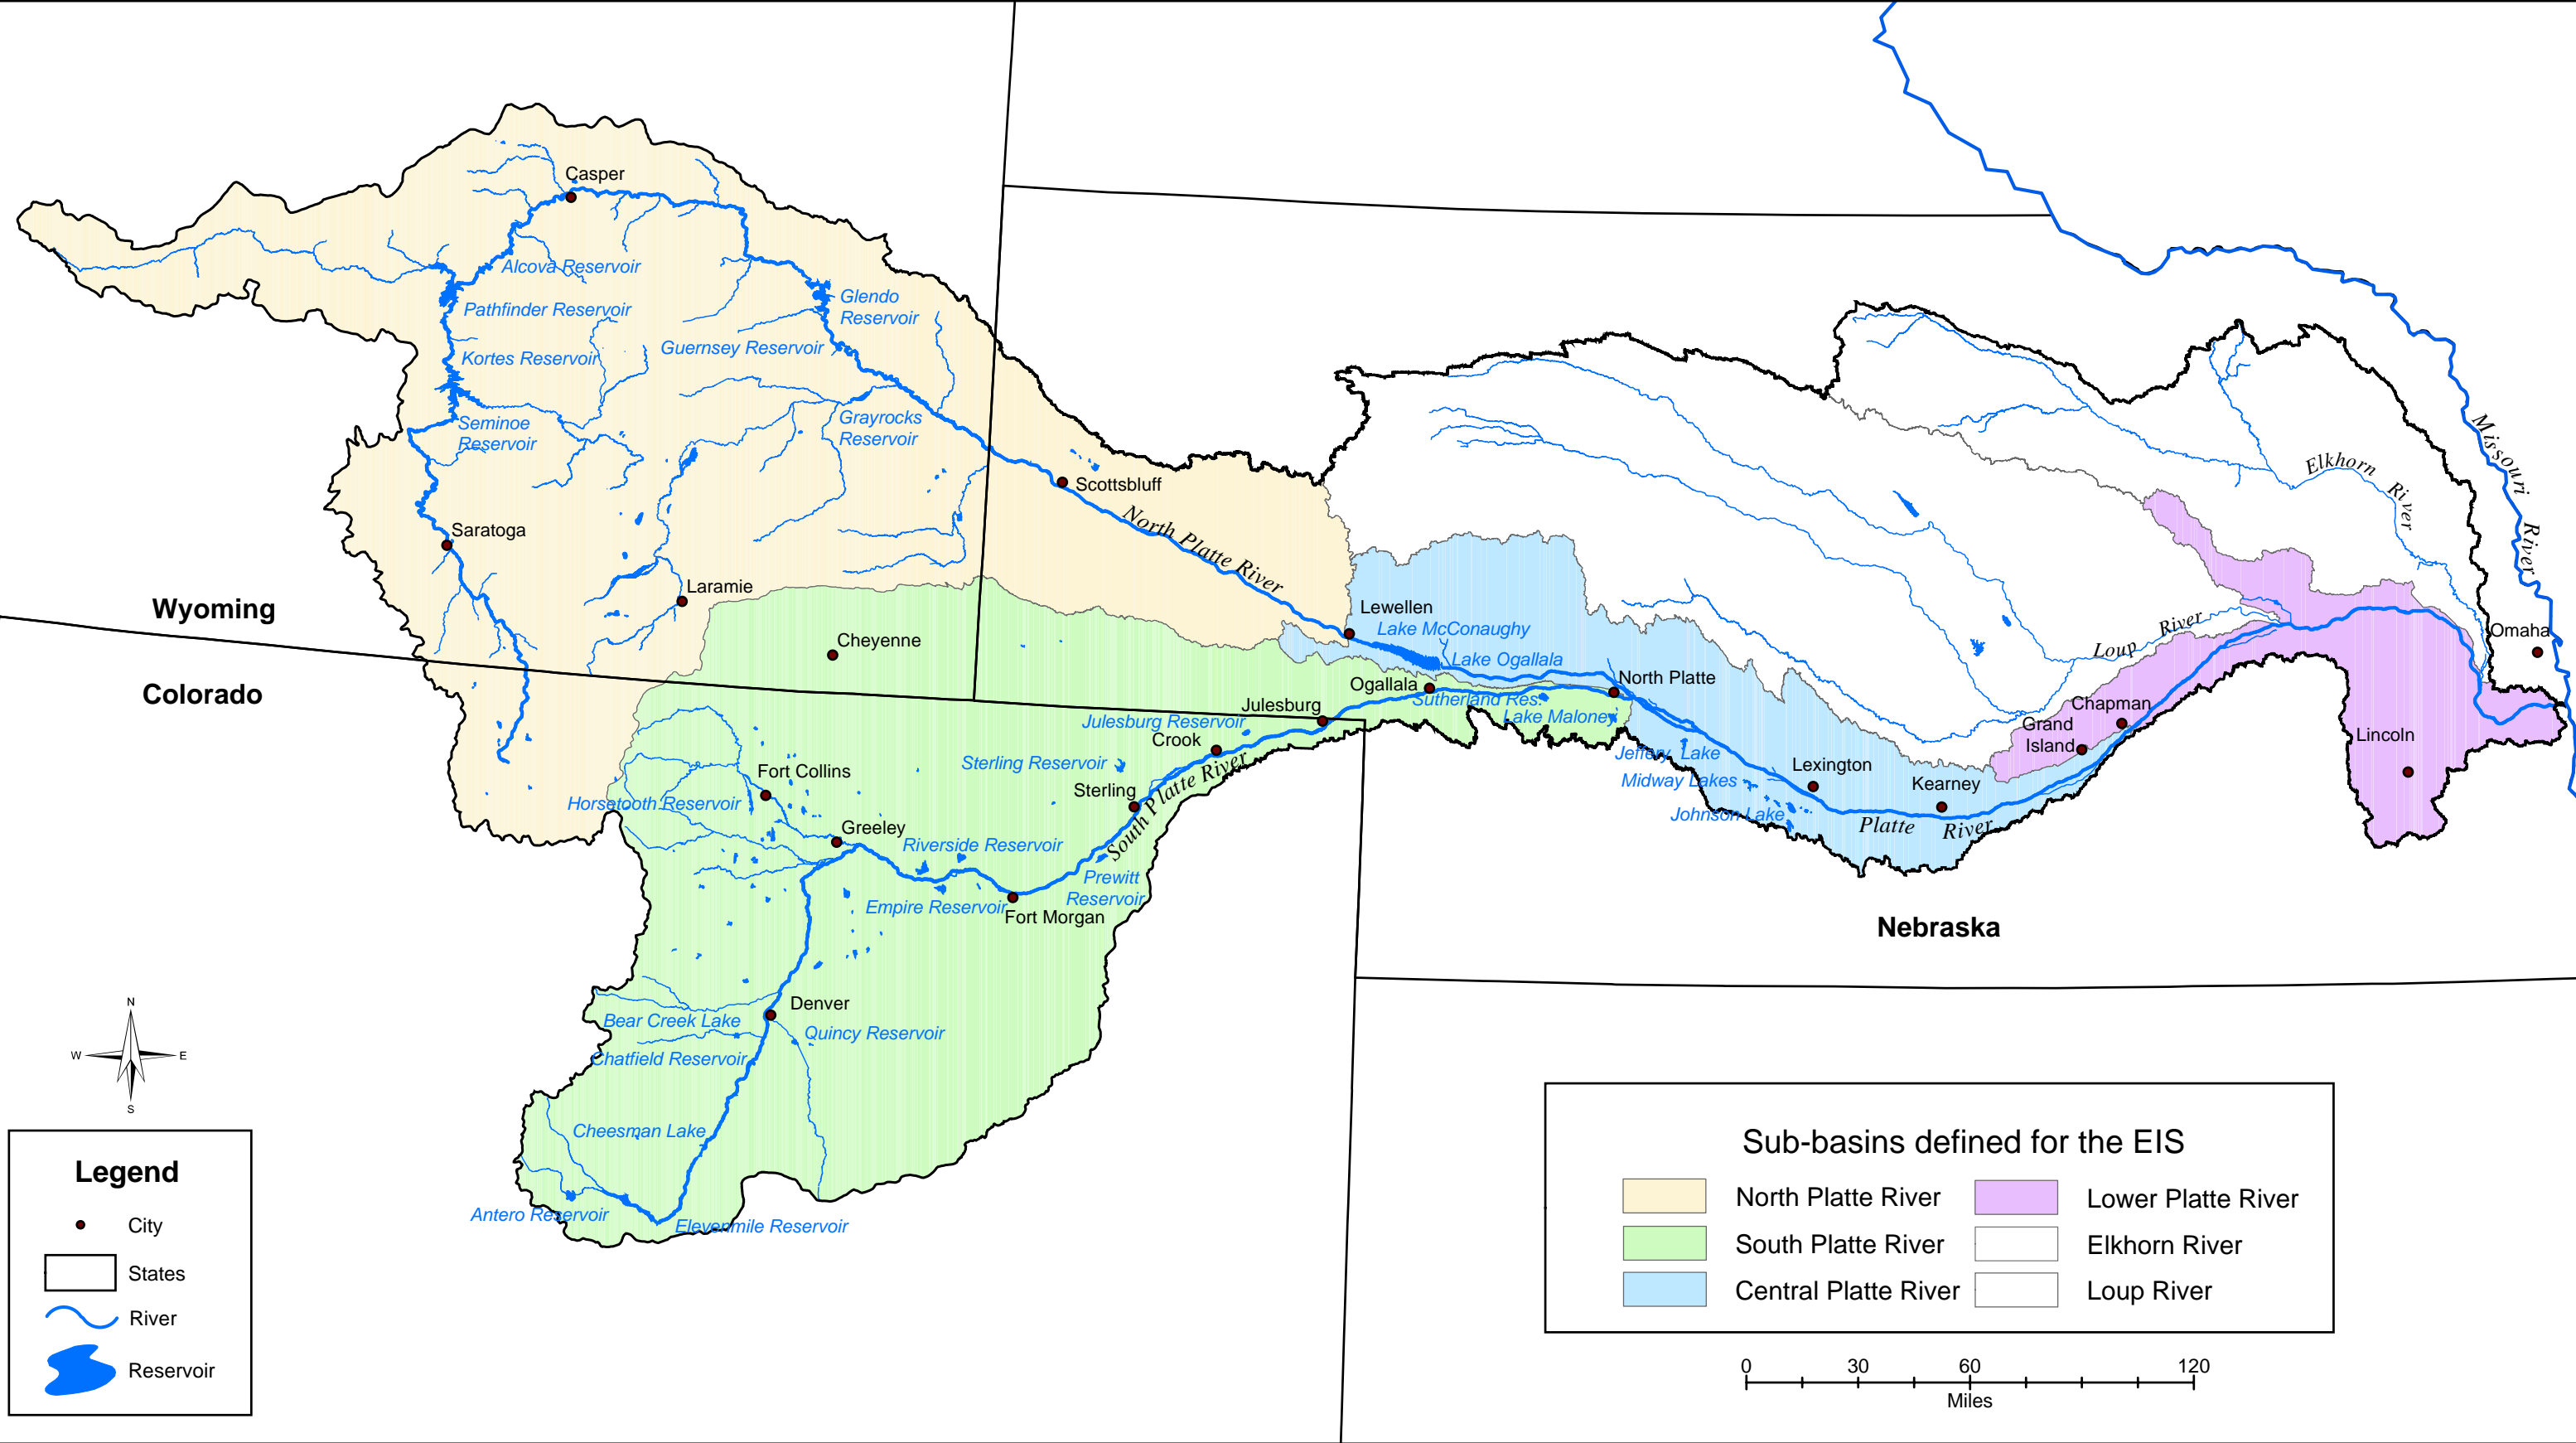 Casper
Alcova Reservoir
Pathfinder Reservoir
Glendo
Reservoir
Kortes Reservoir
Guernsey Reservoir
Seminoe
Reservoir
Grayrocks
Reservoir
Scottsbluff
North Platte River
Saratoga
Laramie
Wyoming
Cheyenne
Colorado
Lewellen
Lake McConaughy
Lake Ogallala
Ogallala
North Platte
Sutherland Res.
Lake Maloney
Julesburg
Julesburg Reservoir
Crook
Sterling Reservoir
Sterling
South Platte River
Fort Collins
Horsetooth Reservoir
Greeley
Riverside Reservoir
Prewitt
Reservoir
Empire Reservoir
Fort Morgan
Jeffery Lake
Midway Lakes
Johnson Lake
Lexington
Kearney
Platte River
Grand
Island
Chapman
Loup River
Elkhorn River
Missouri River
Omaha
Lincoln
Nebraska
Denver
Bear Creek Lake
Quincy Reservoir
Chatfield Reservoir
Cheesman Lake
Antero Reservoir
Elevenmile Reservoir
N
W E
S
Legend
City
States
River
Reservoir
Sub-basins defined for the EIS
North Platte River
Lower Platte River
South Platte River
Elkhorn River
Central Platte River
Loup River
0 30 60 120
Miles